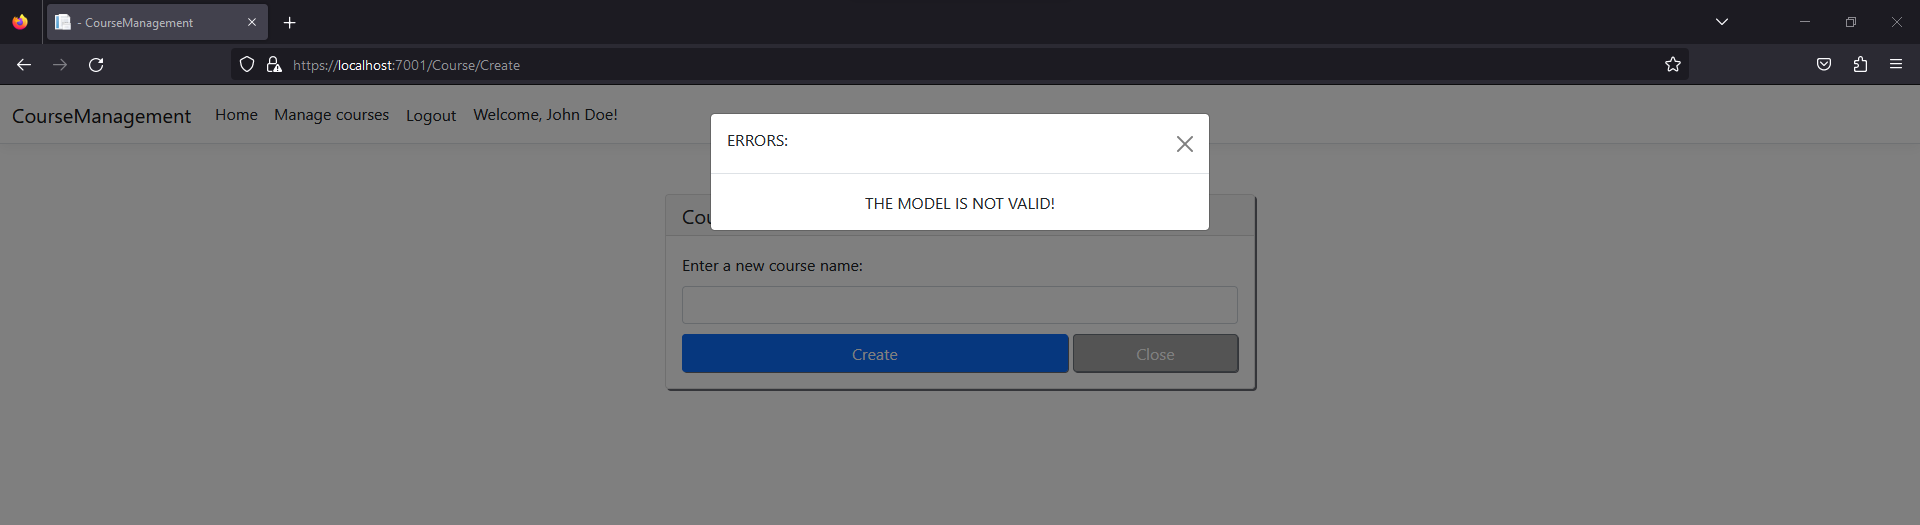 - CourseManagement
https://localhost:7001/Course/Create
CourseManagement Home Manage courses Logout Welcome, John Doe!
ERRORS:
THE MODEL IS NOT VALID!
Enter a new course name:
Create Close